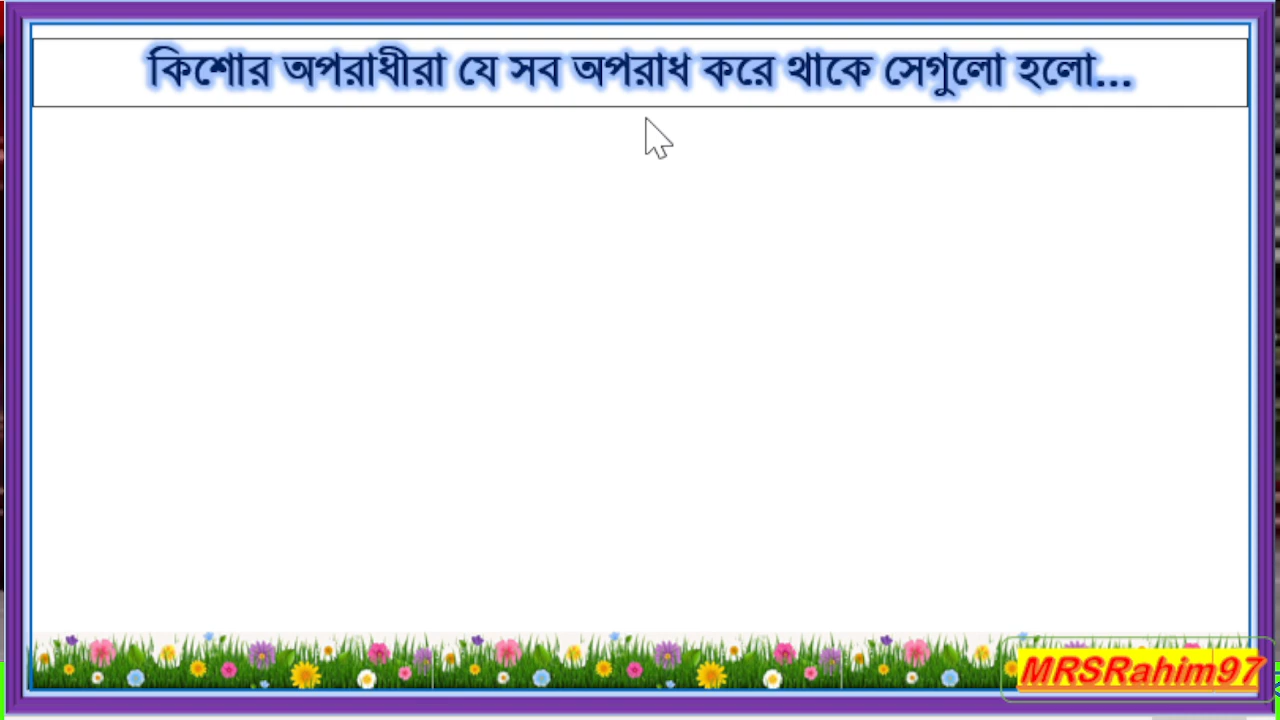 কিশোর অপরাধীরা যে সব অপরাধ করে থাকে সেগুলো হলো...
MRSRahim97